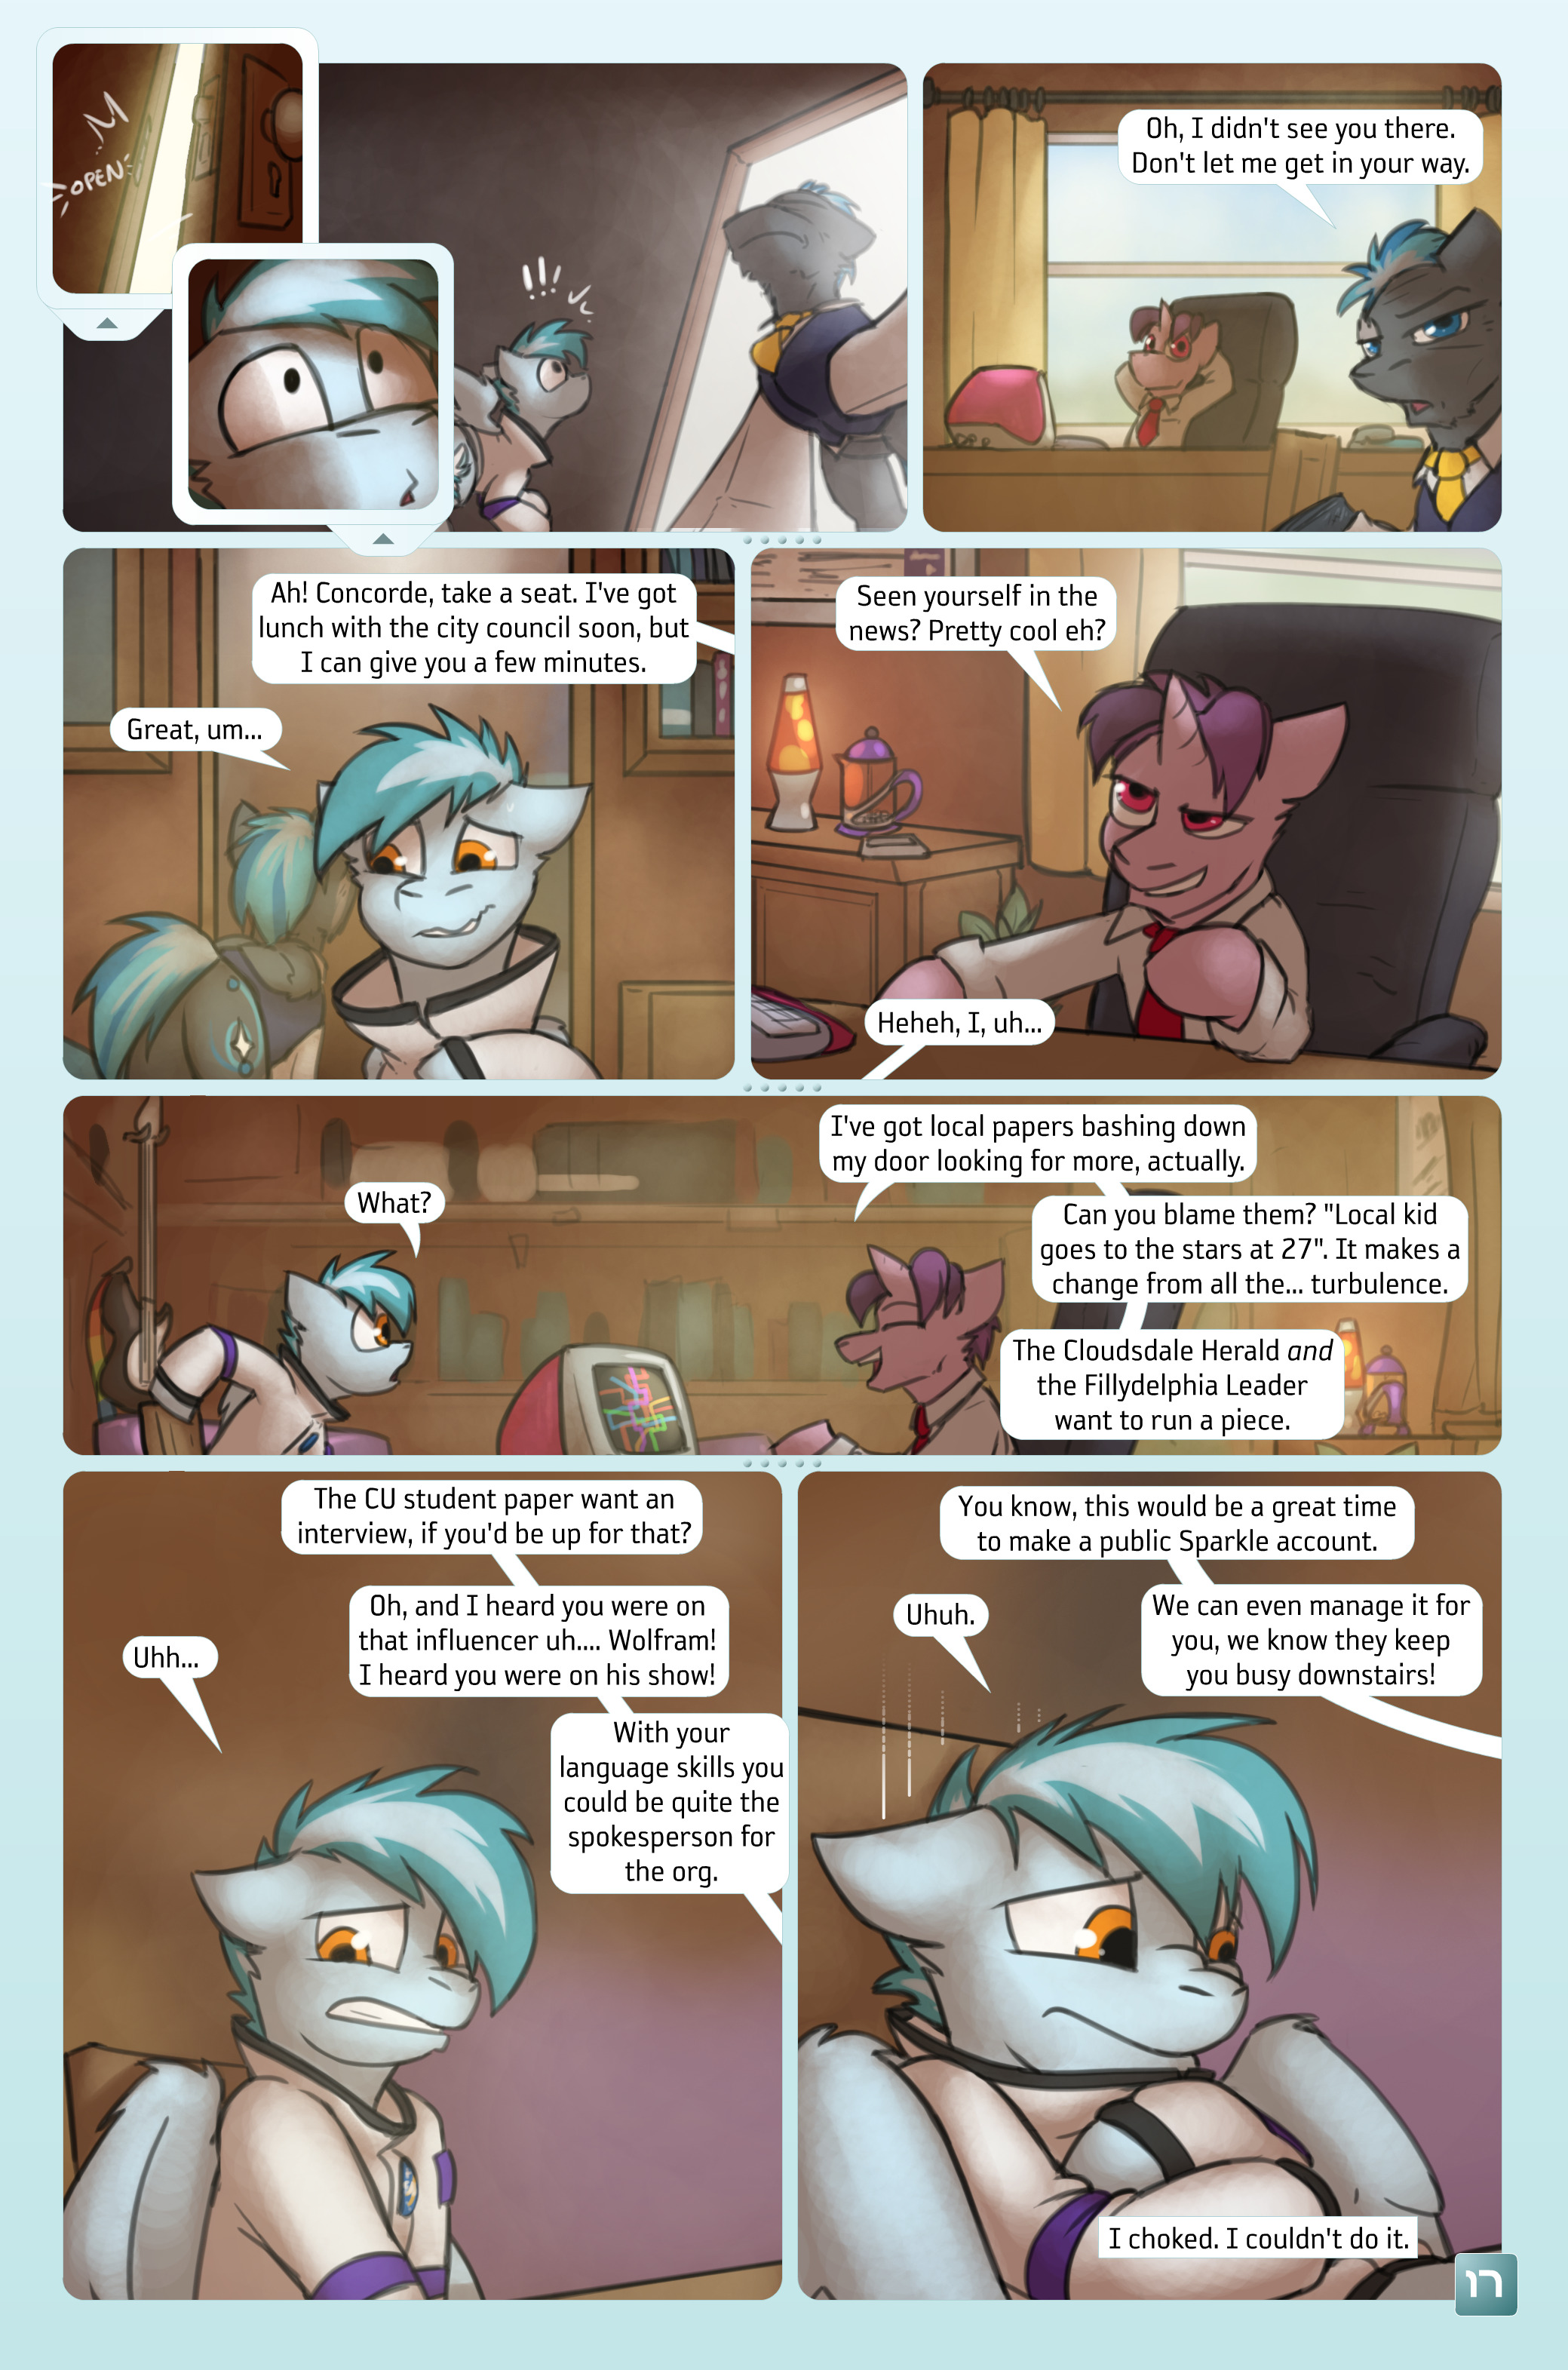 OPEN
!!!
Oh, I didn't see you there.
Don't let me get in your way.
Ah! Concorde, take a seat. I've got
lunch with the city council soon, but
I can give you a few minutes.
Great, um...
Seen yourself in the
news? Pretty cool eh?
Heheh, I, uh...
What?
I've got local papers bashing down
my door looking for more, actually.
Can you blame them? "Local kid
goes to the stars at 27". It makes a
change from all the... turbulence.
The Cloudsdale Herald and
the Fillydelphia Leader
want to run a piece.
The CU student paper want an
interview, if you'd be up for that?
Uhh...
Oh, and I heard you were on
that influencer uh.... Wolfram!
I heard you were on his show!
With your
language skills you
could be quite the
spokesperson for
the org.
You know, this would be a great time
to make a public Sparkle account.
Uhuh.
We can even manage it for
you, we know they keep
you busy downstairs!
I choked. I couldn't do it.